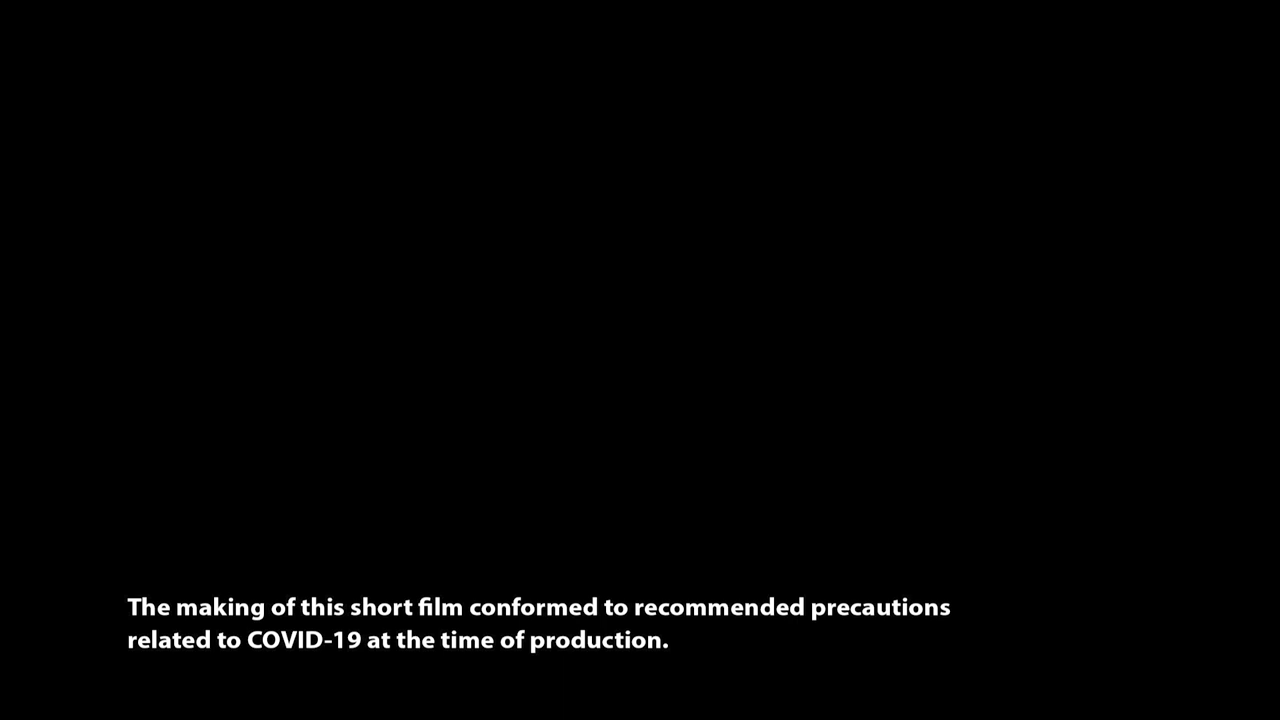 The making of this short film conformed to recommended precautions
related to COVID-19 at the time of production.